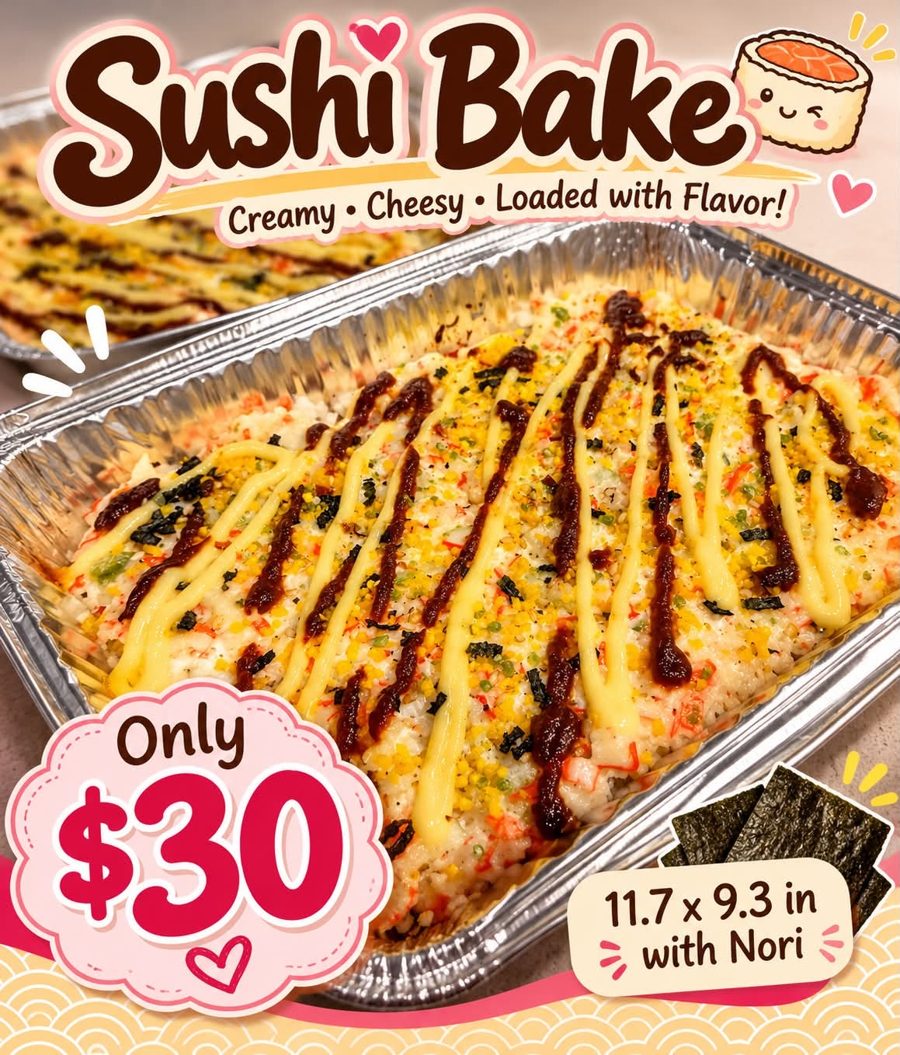 Sushi Bake
Creamy • Cheesy • Loaded with Flavor!
Only
$30
11.7 x 9.3 in
with Nori